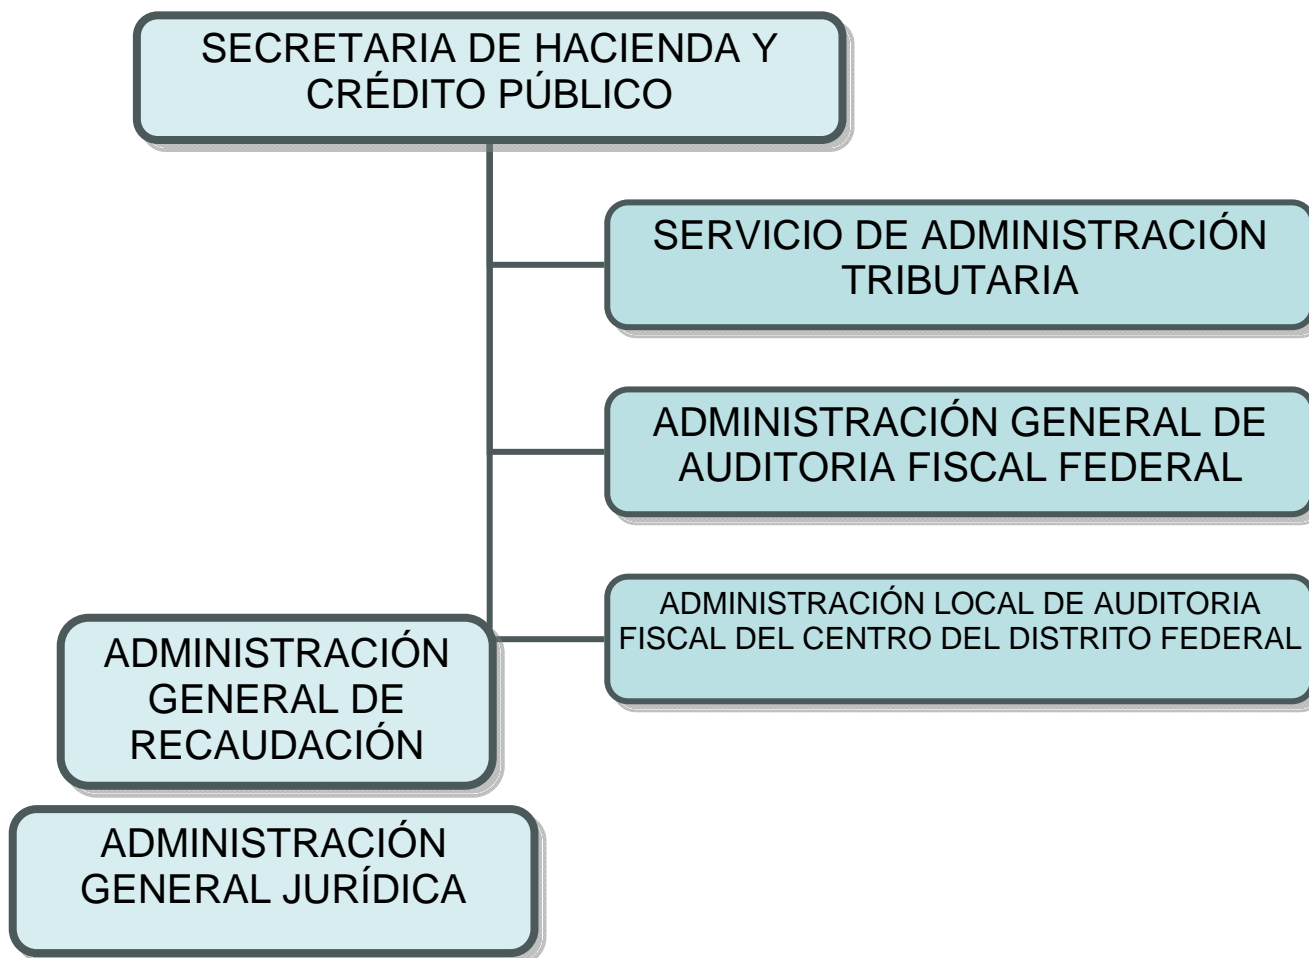 SECRETARIA DE HACIENDA Y
CRÉDITO PÚBLICO
SERVICIO DE ADMINISTRACIÓN
TRIBUTARIA
ADMINISTRACIÓN GENERAL DE
AUDITORIA FISCAL FEDERAL
ADMINISTRACIÓN LOCAL DE AUDITORIA
FISCAL DEL CENTRO DEL DISTRITO FEDERAL
ADMINISTRACIÓN
GENERAL DE
RECAUDACIÓN
ADMINISTRACIÓN
GENERAL JURÍDICA